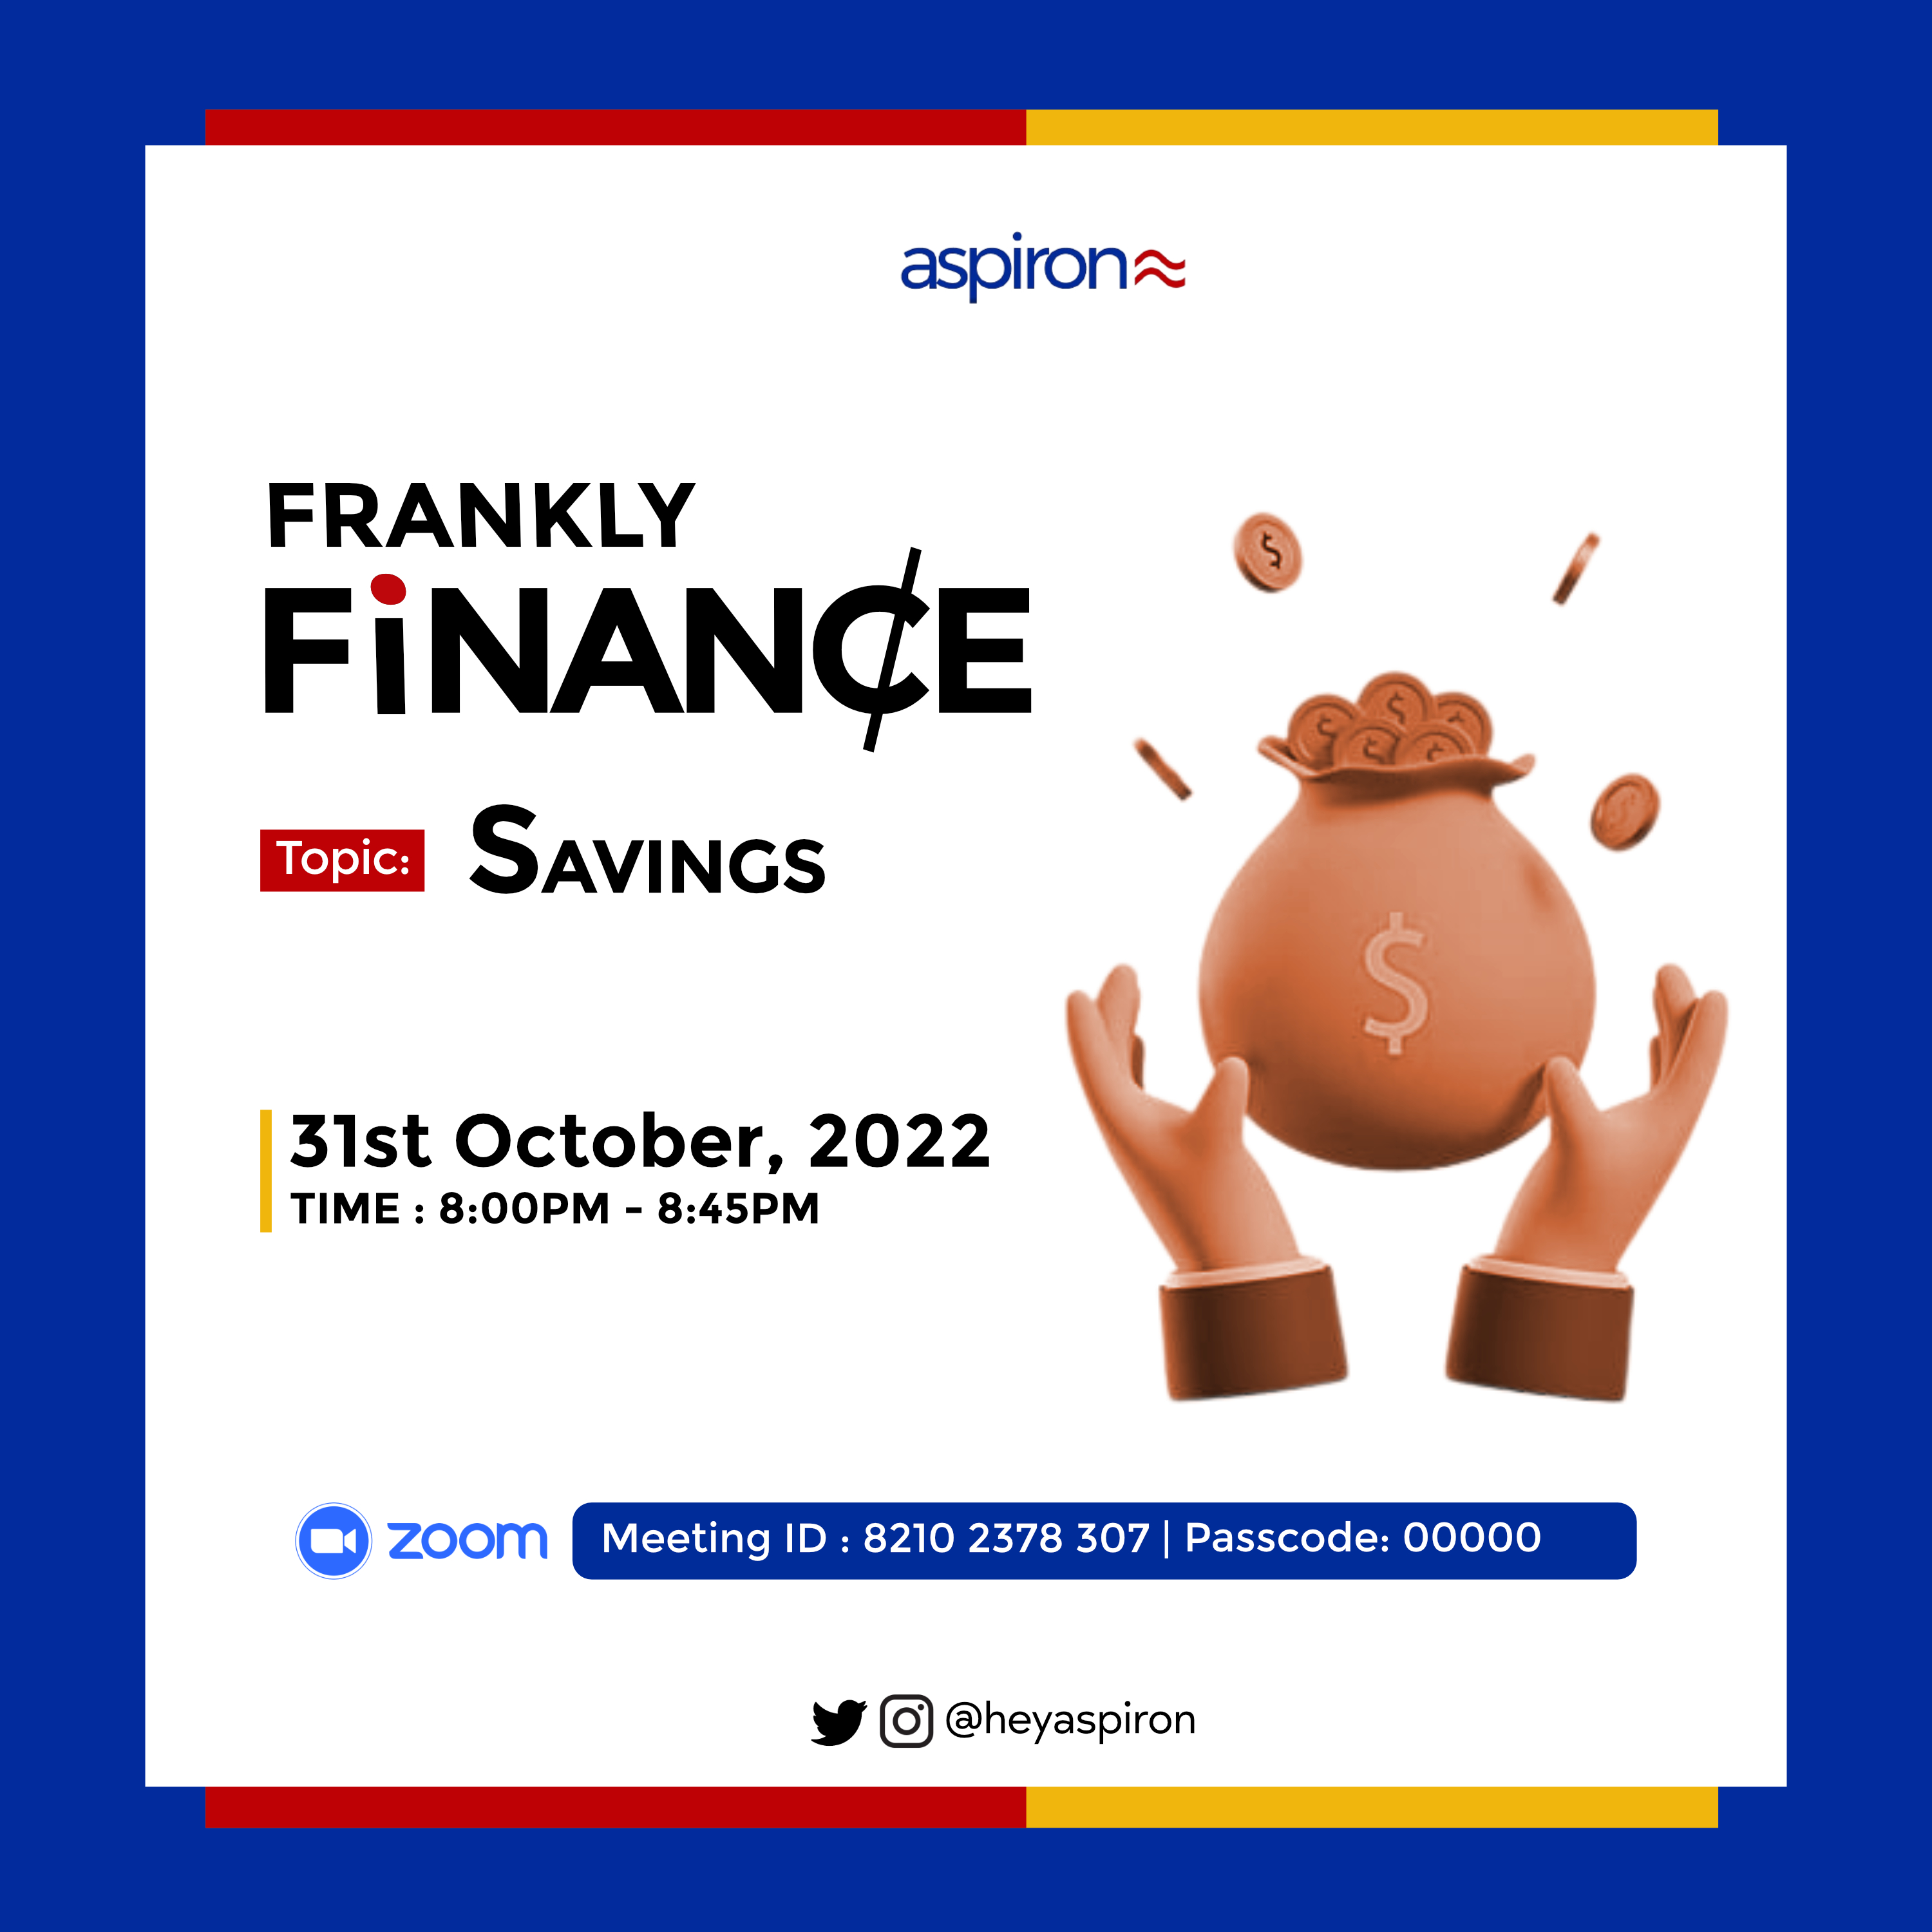 aspiron
FRANKLY
FiNAN₵E
Topic: SAVINGS
31st October, 2022
TIME : 8:00PM - 8:45PM
zoom Meeting ID : 8210 2378 307 | Passcode: 00000
@heyaspiron
$